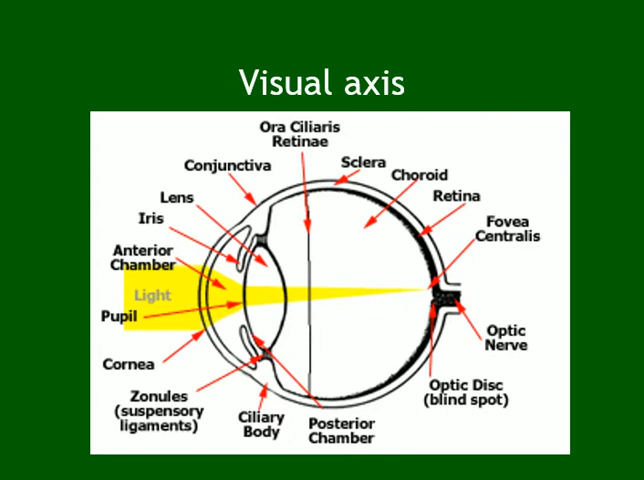 Visual axis
Ora Ciliaris
Retinae
Conjunctiva
Sclera
Choroid
Lens
Retina
Iris
Fovea
Centralis
Anterior
Chamber
Light
Pupil
Optic
Nerve
Cornea
Optic Disc
(blind spot)
Zonules
(suspensory
ligaments)
Ciliary
Body
Posterior
Chamber